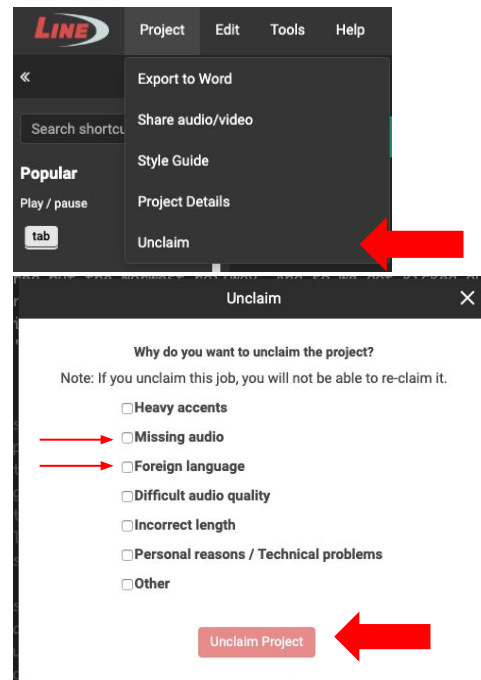 LINE Project Edit Tools Help
«
Export to Word
Search shortcu
Share audio/video
Style Guide
Popular
Play / pause
Project Details
tab
Unclaim
Unclaim ×
Why do you want to unclaim the project?
Note: If you unclaim this job, you will not be able to re-claim it.
Heavy accents
Missing audio
Foreign language
Difficult audio quality
Incorrect length
Personal reasons / Technical problems
Other
Unclaim Project